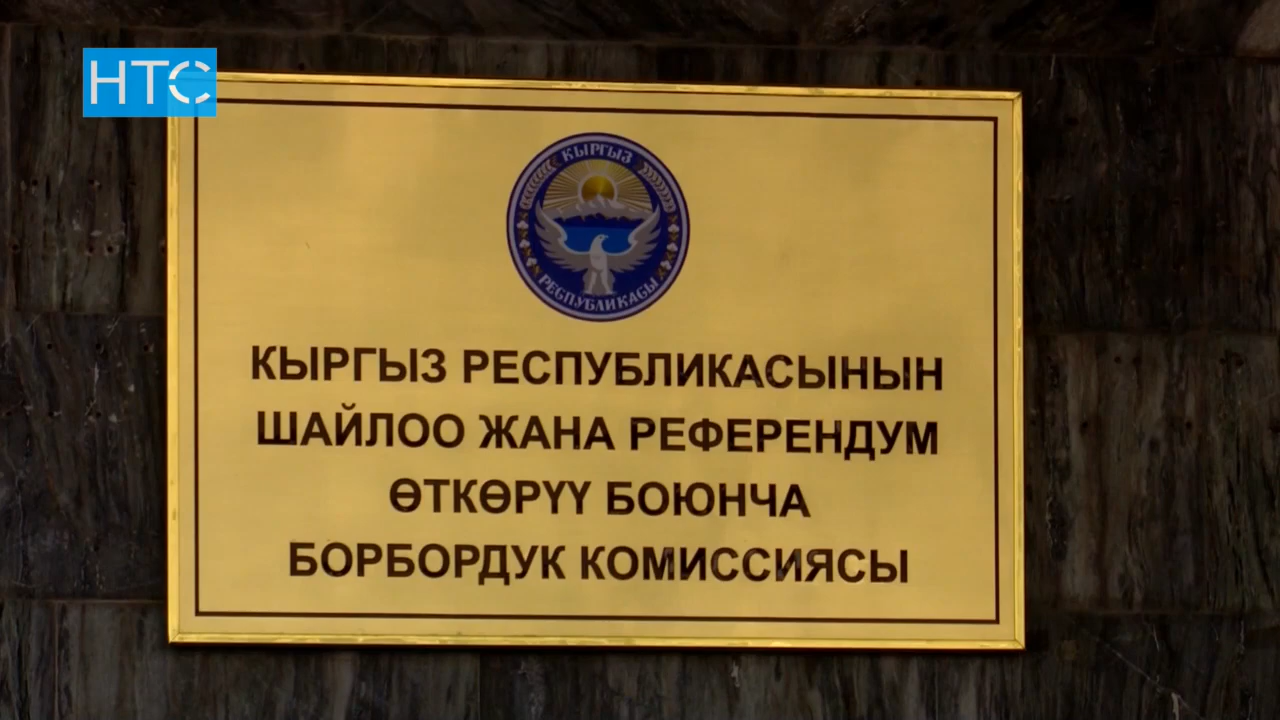 НТС
КЫРГЫЗ
РЕСПУБЛИКАСЫ
КЫРГЫЗ РЕСПУБЛИКАСЫНЫН
ШАЙЛОО ЖАНА РЕФЕРЕНДУМ
ӨТКӨРҮҮ БОЮНЧА
БОРБОРДУК КОМИССИЯСЫ